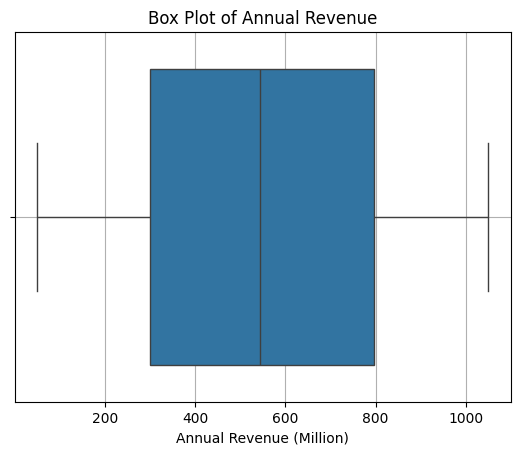 Box Plot of Annual Revenue
200 400 600 800 1000
Annual Revenue (Million)